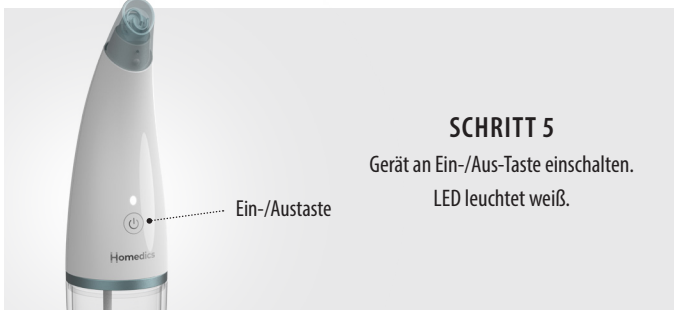 SCHRITT 5
Gerät an Ein-/Aus-Taste einschalten.
LED leuchtet weiß.
Ein-/Austaste
Homedics